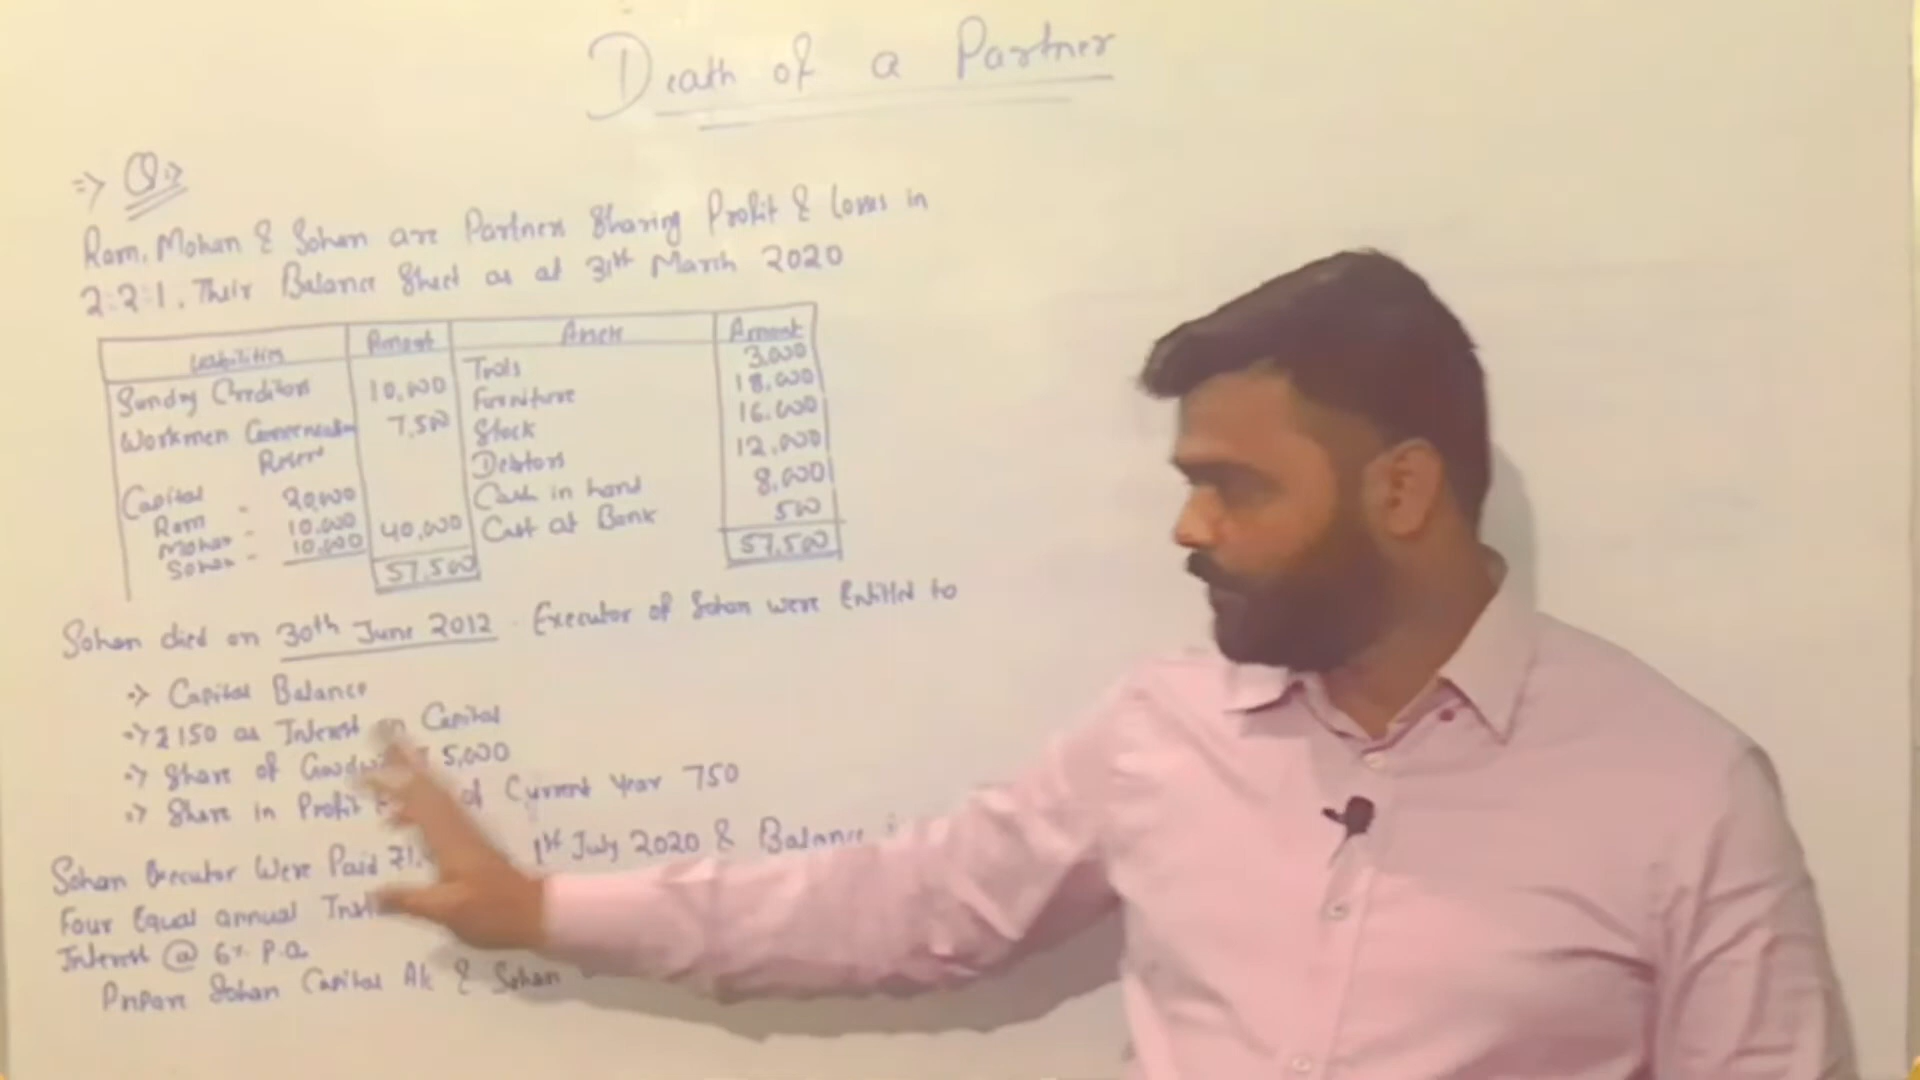 Death of a Partner
=> Q:->
Ram, Mohan & Sohan are Partners Sharing Profit & Losses in
2:2:1. Their Balance Sheet as at 31th March 2020
Liabilities Amount Assets Amount
Sundry Creditors 10,000 Tools 3,000
Workmen Compensation Reserve 7,500 Furniture 18,000
Stock 16,000
Debtors 12,000
Capital Cash in hand 8,000
Ram - 20,000 Cash at Bank 500
Mohan - 10,000
Sohan - 10,000 40,000
57,500 57,500
Sohan died on 30th June 2012. Executor of Sohan were Entitled to
-> Capital Balance
-> ₹150 as Interest on Capital
-> Share of 5,000
-> Share in Profit of Current Year 750
Sohan Executor Were Paid 1st July 2020 & Balance
Four Equal annual
Interest @ 6% P.a.
Prepare Sohan Capital A/c & Sohan